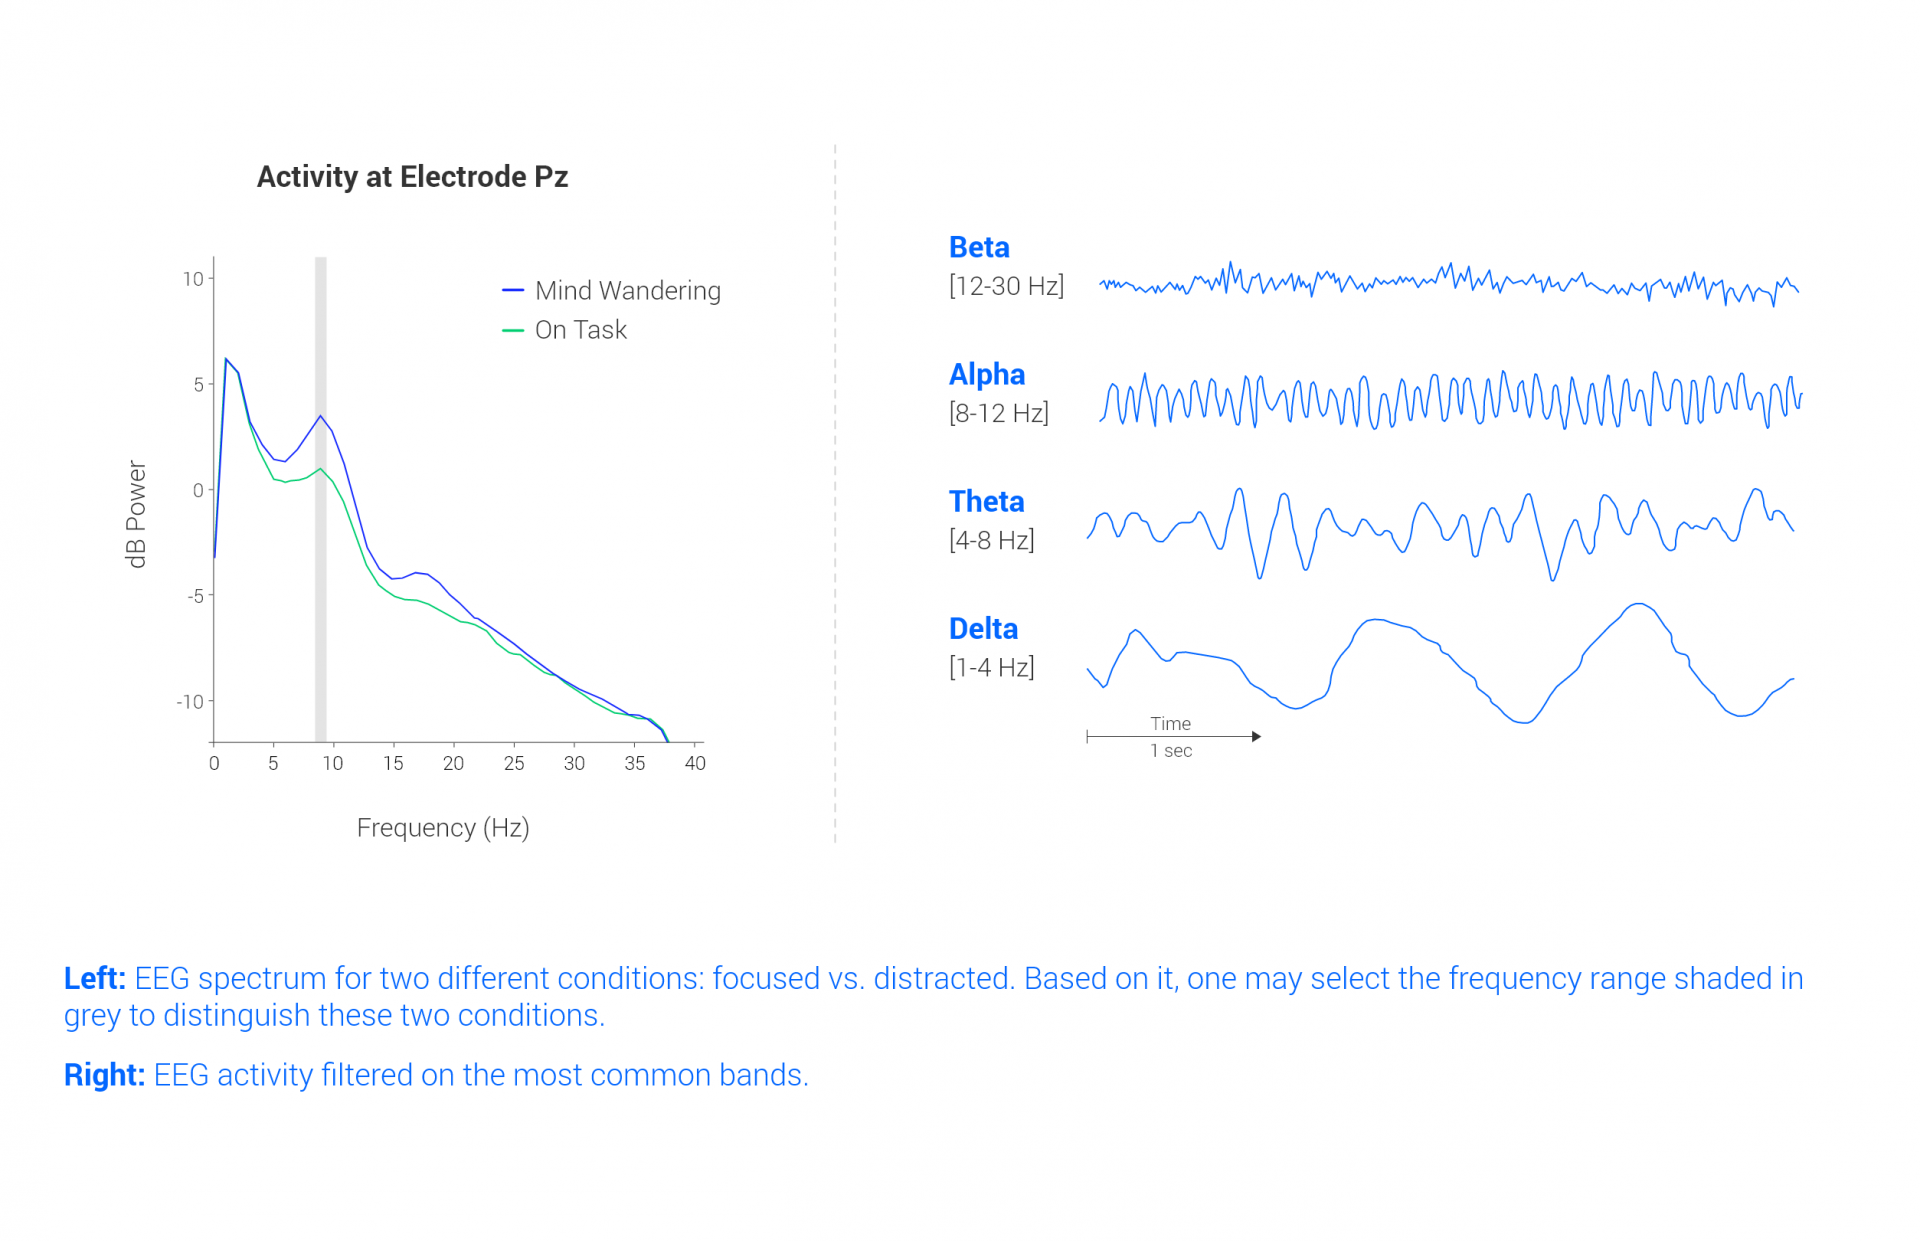 Activity at Electrode Pz
Mind Wandering
On Task
10
5
0
-5
-10
dB Power
0 5 10 15 20 25 30 35 40
Frequency (Hz)
Beta
[12-30 Hz]
Alpha
[8-12 Hz]
Theta
[4-8 Hz]
Delta
[1-4 Hz]
Time
1 sec
Left: EEG spectrum for two different conditions: focused vs. distracted. Based on it, one may select the frequency range shaded in
grey to distinguish these two conditions.
Right: EEG activity filtered on the most common bands.